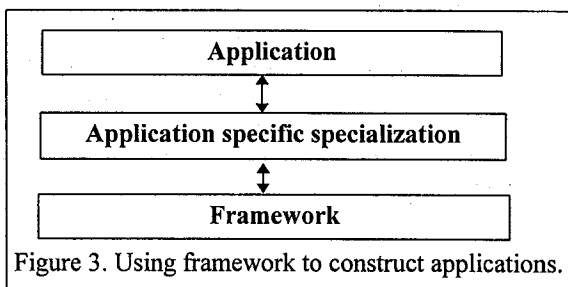 Application
Application specific specialization
Framework
Figure 3. Using framework to construct applications.